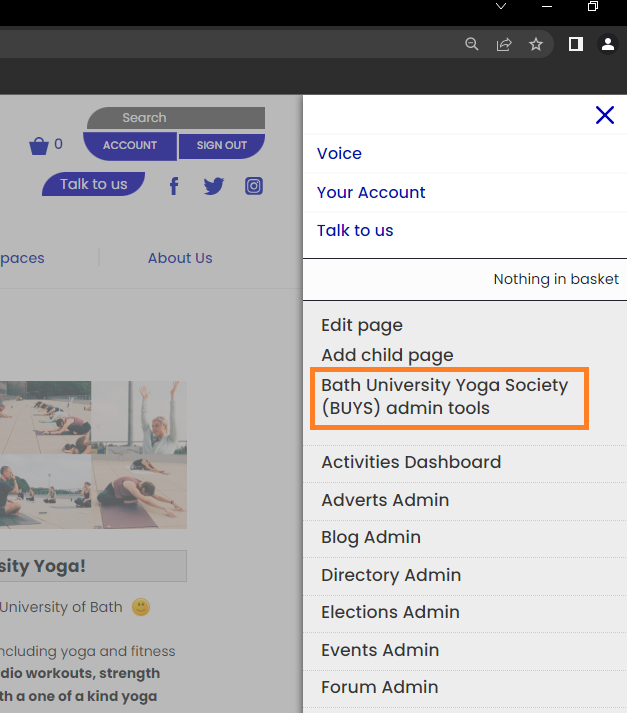 Search
0
ACCOUNT
SIGN OUT
Talk to us
paces
About Us
sity Yoga!
University of Bath
ncluding yoga and fitness
dio workouts, strength
th a one of a kind yoga
Voice
Your Account
Talk to us
Nothing in basket
Edit page
Add child page
Bath University Yoga Society
(BUYS) admin tools
Activities Dashboard
Adverts Admin
Blog Admin
Directory Admin
Elections Admin
Events Admin
Forum Admin